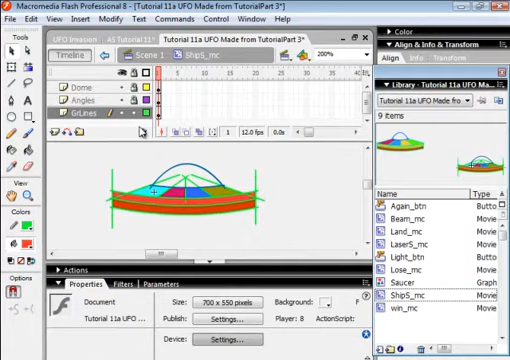 Macromedia Flash Professional 8 - [Tutorial 11a UFO Made from TutorialPart 3*]
File Edit View Insert Modify Text Commands Control Window Help
Tools
View
Colors
Options
UFO Invasion AS Tutorial 11* Tutorial 11a UFO Made from TutorialPart 3*
Timeline Scene 1 ShipS_mc 200%
1 5 10 15 20 25 30
Dome
Angles
GrLines
1 12.0 fps 0.0s
Actions
Properties Filters Parameters
Document
Tutorial 11a UFO ...
Size: 700 x 550 pixels Background:
Publish: Settings... Player: 8 ActionScript:
Device: Settings...
Color
Align & Info & Transform
Align Info Transform
Library - Tutorial 11a UFO Ma...
Tutorial 11a UFO Made fro...
9 items
Name Type
Again_btn Butto
Beam_mc Movie
Land_mc Movie
LaserS_mc Movie
Light_btn Butto
Lose_mc Movie
Saucer Graph
ShipS_mc Movie
win_mc Movie